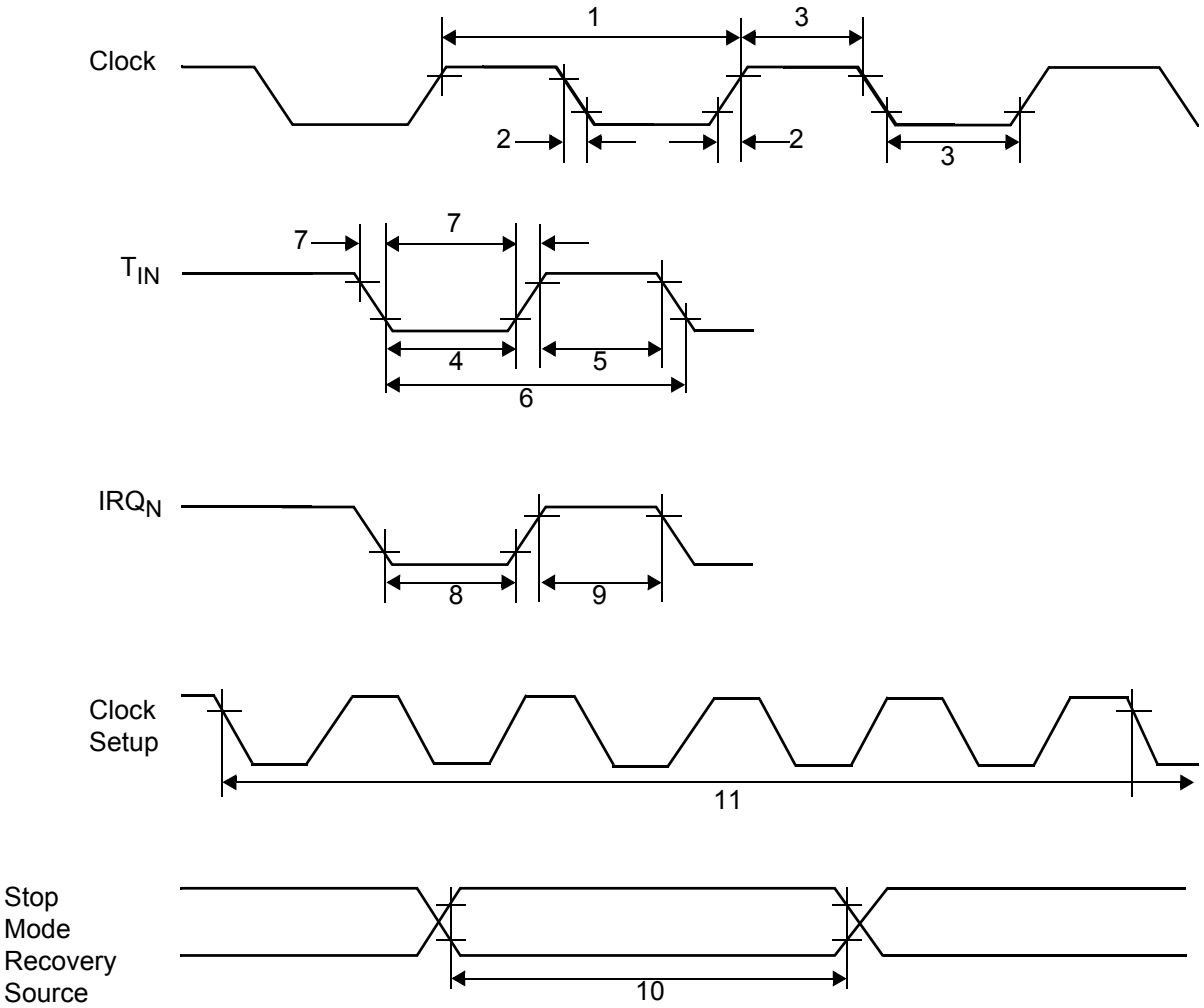 1 3
Clock
2 2
3
7 7
T_IN
4 5
6
IRQ_N
8 9
Clock
Setup
11
Stop
Mode
Recovery
Source
10